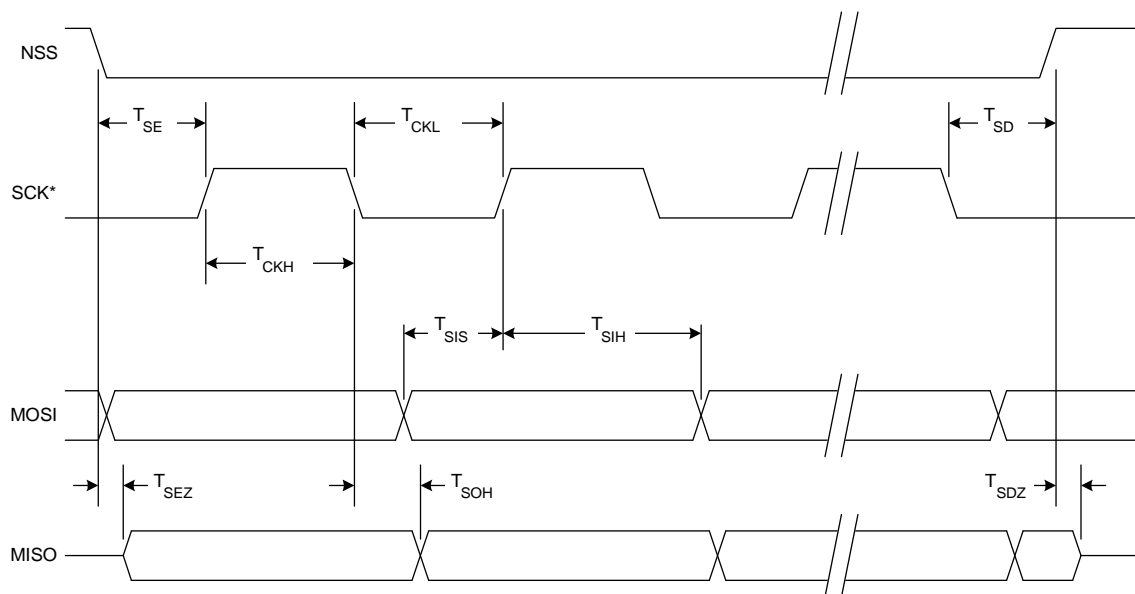 NSS
T_SE
T_CKL
T_SD
SCK*
T_CKH
T_SIS
T_SIH
MOSI
T_SEZ
T_SOH
T_SDZ
MISO